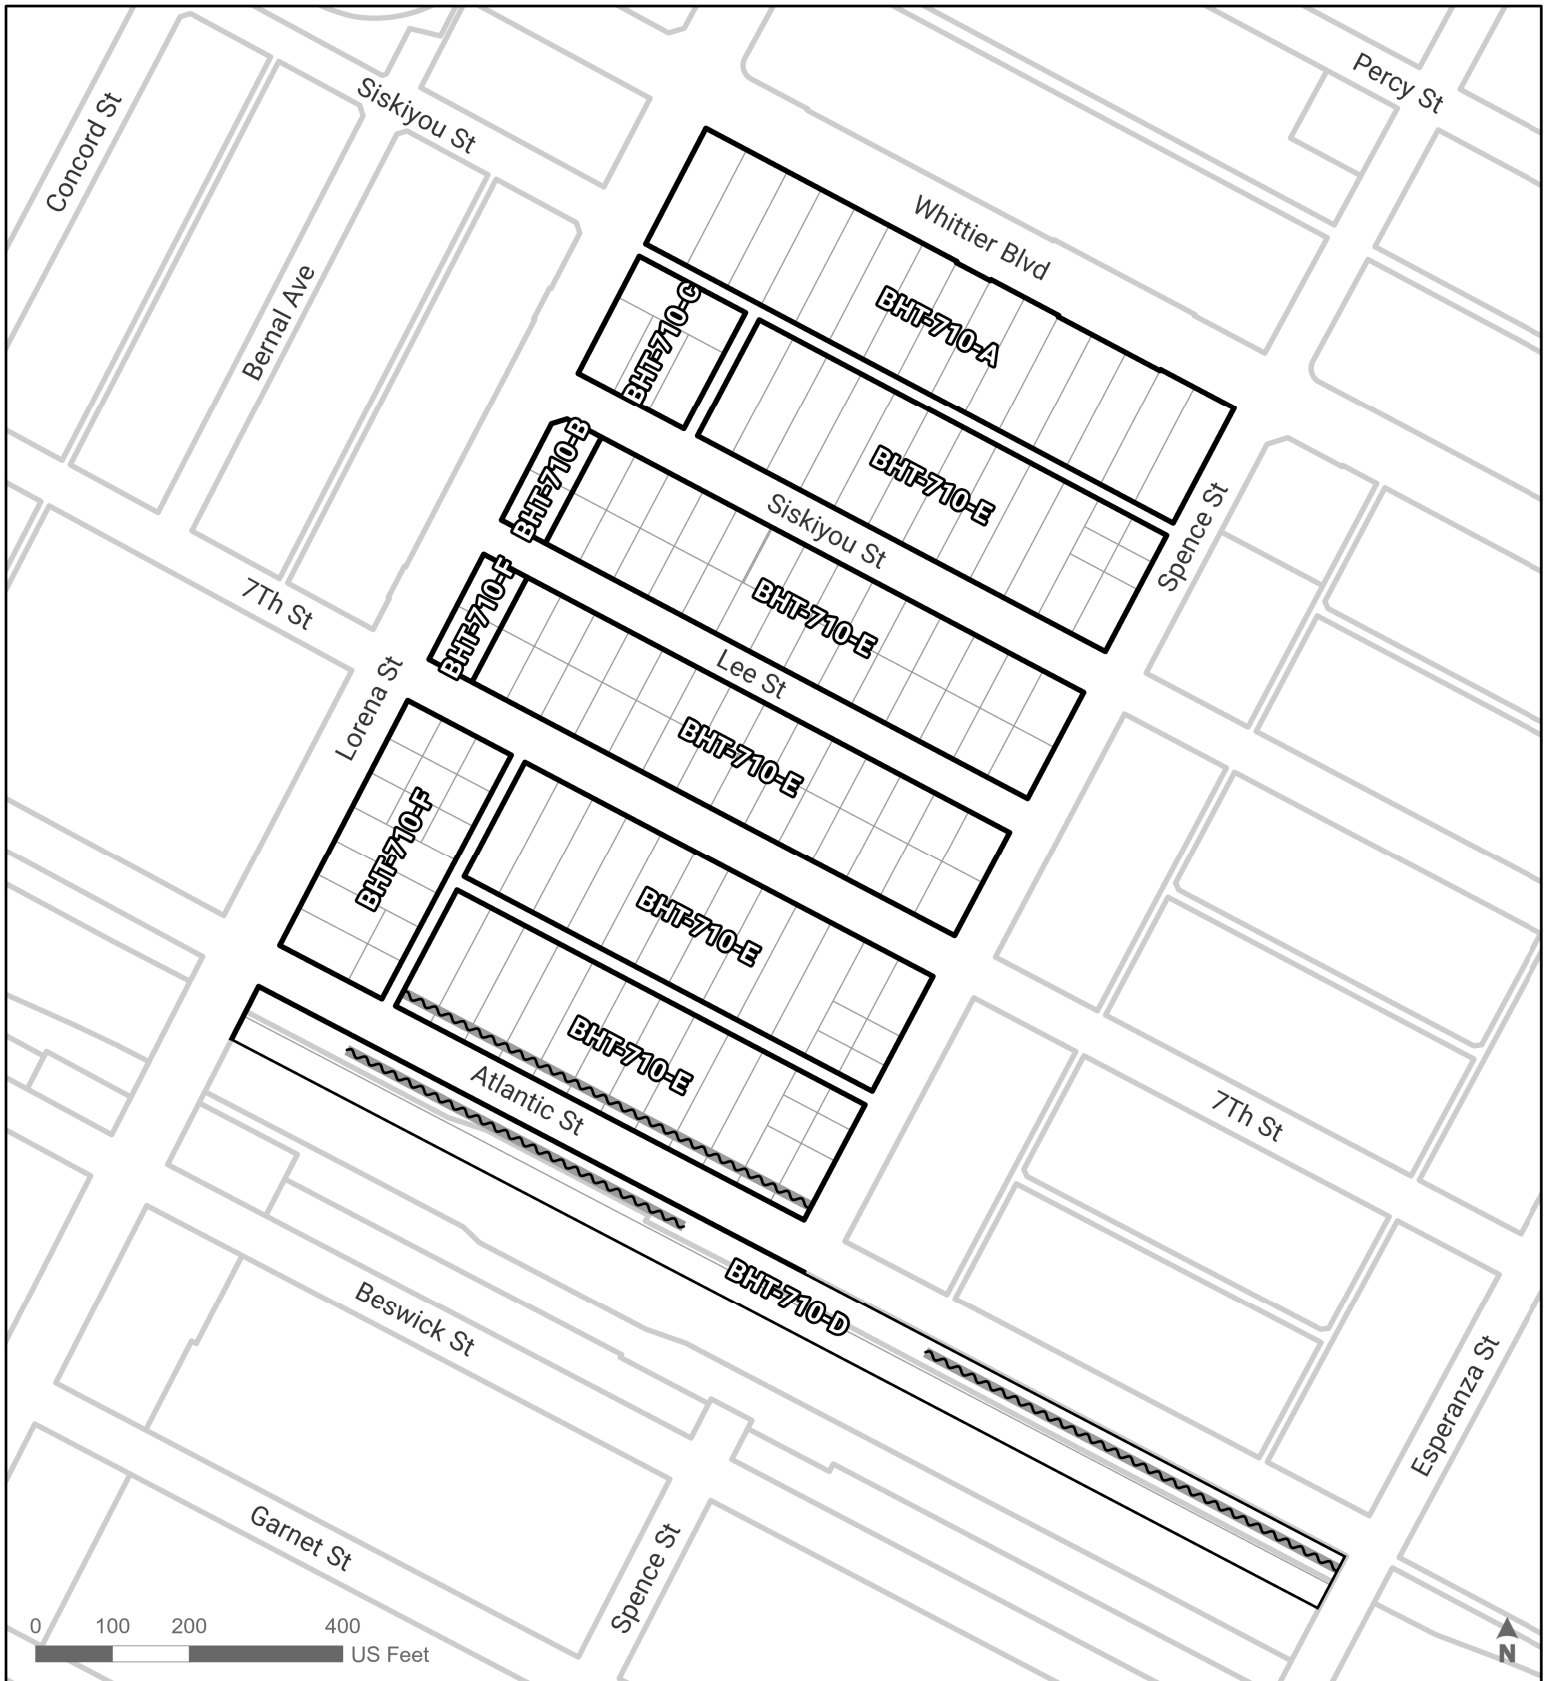 Percy St
Concord St
Siskiyou St
Whittier Blvd
Bernal Ave
BHT-710-C
BHT-710-A
BHT-710-B
BHT-710-E
Siskiyou St
Spence St
BHT-710-F
7Th St
BHT-710-E
Lee St
Lorena St
BHT-710-E
BHT-710-F
BHT-710-E
BHT-710-E
Atlantic St
7Th St
BHT-710-D
Beswick St
Esperanza St
Garnet St
Spence St
0 100 200 400
US Feet
N